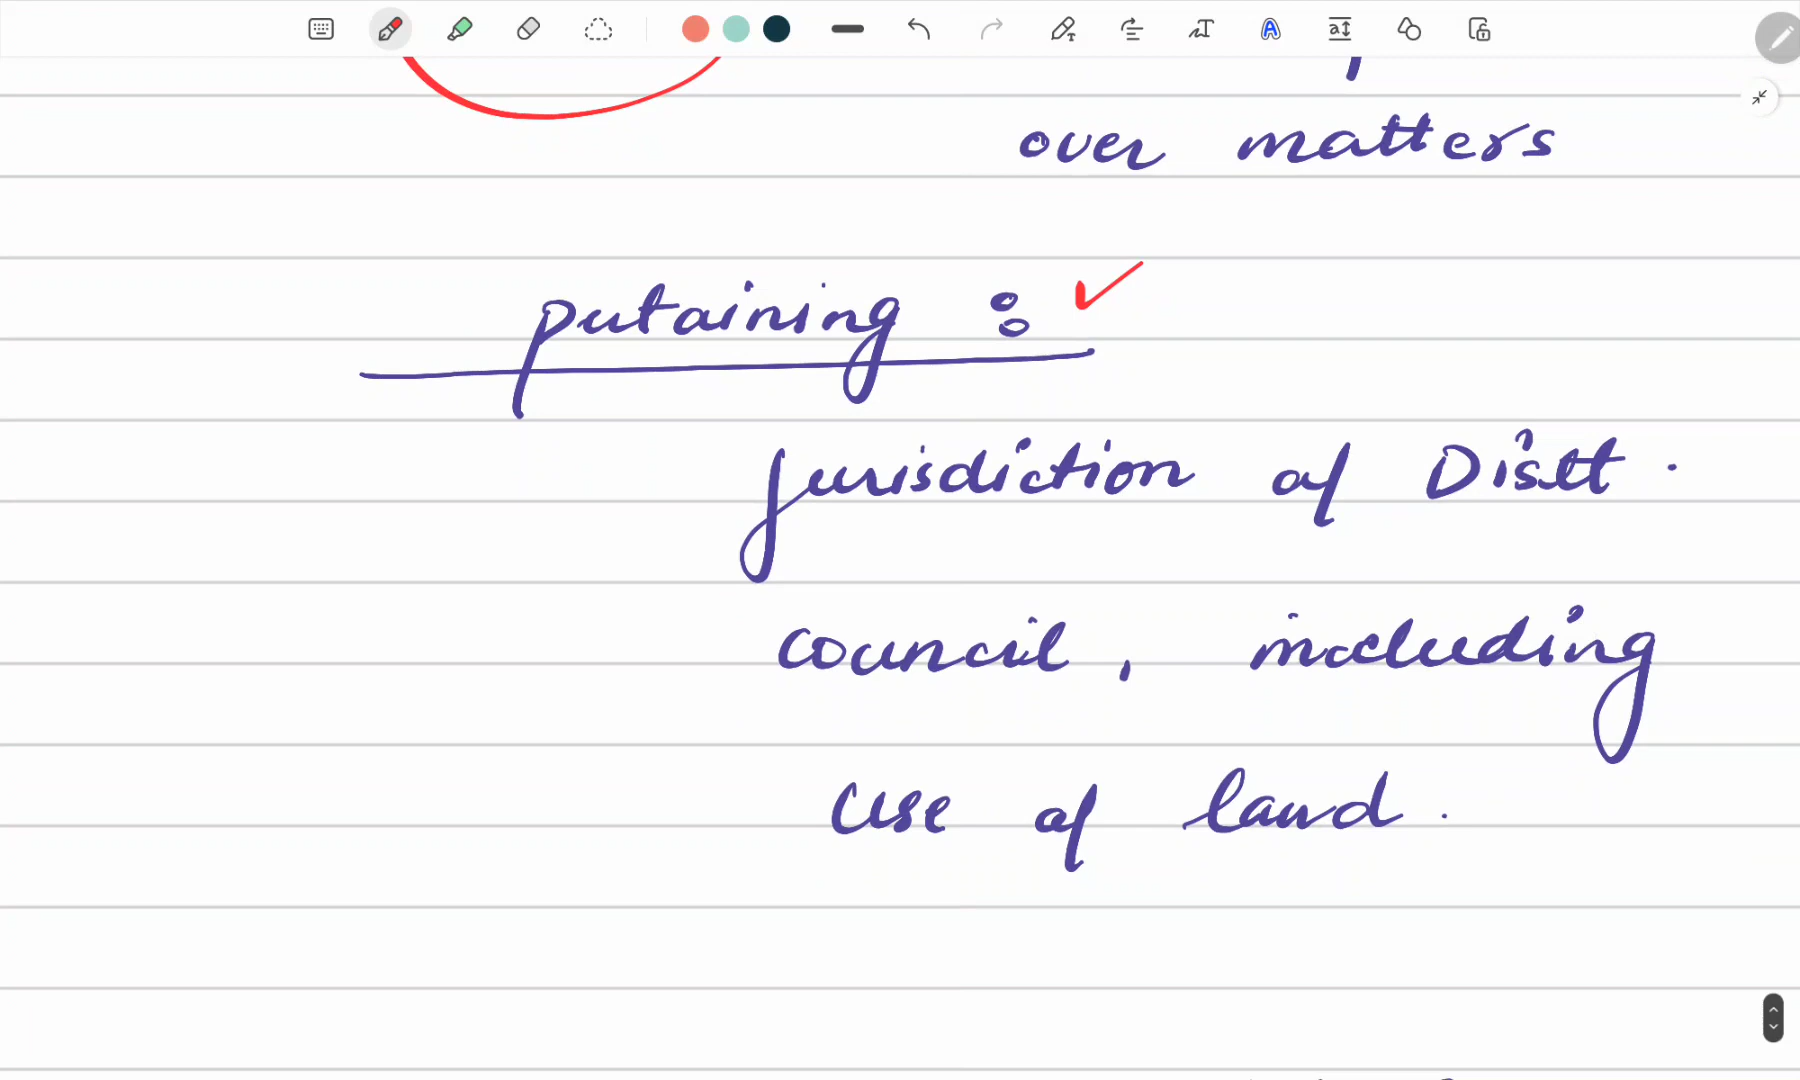 over matters
pertaining :
jurisdiction of Distt.
council, including
Use of land.